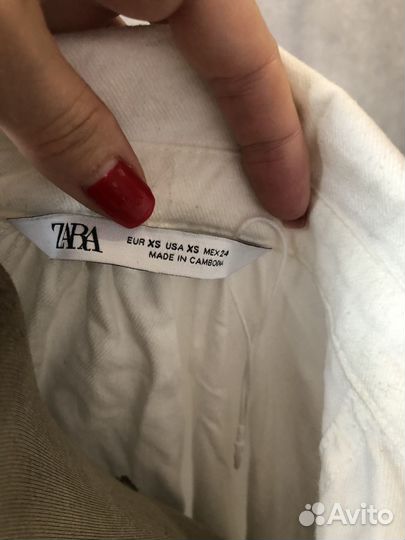 ZARA
EUR XS USA XS MEX 24
MADE IN CAMBODIA
Avito